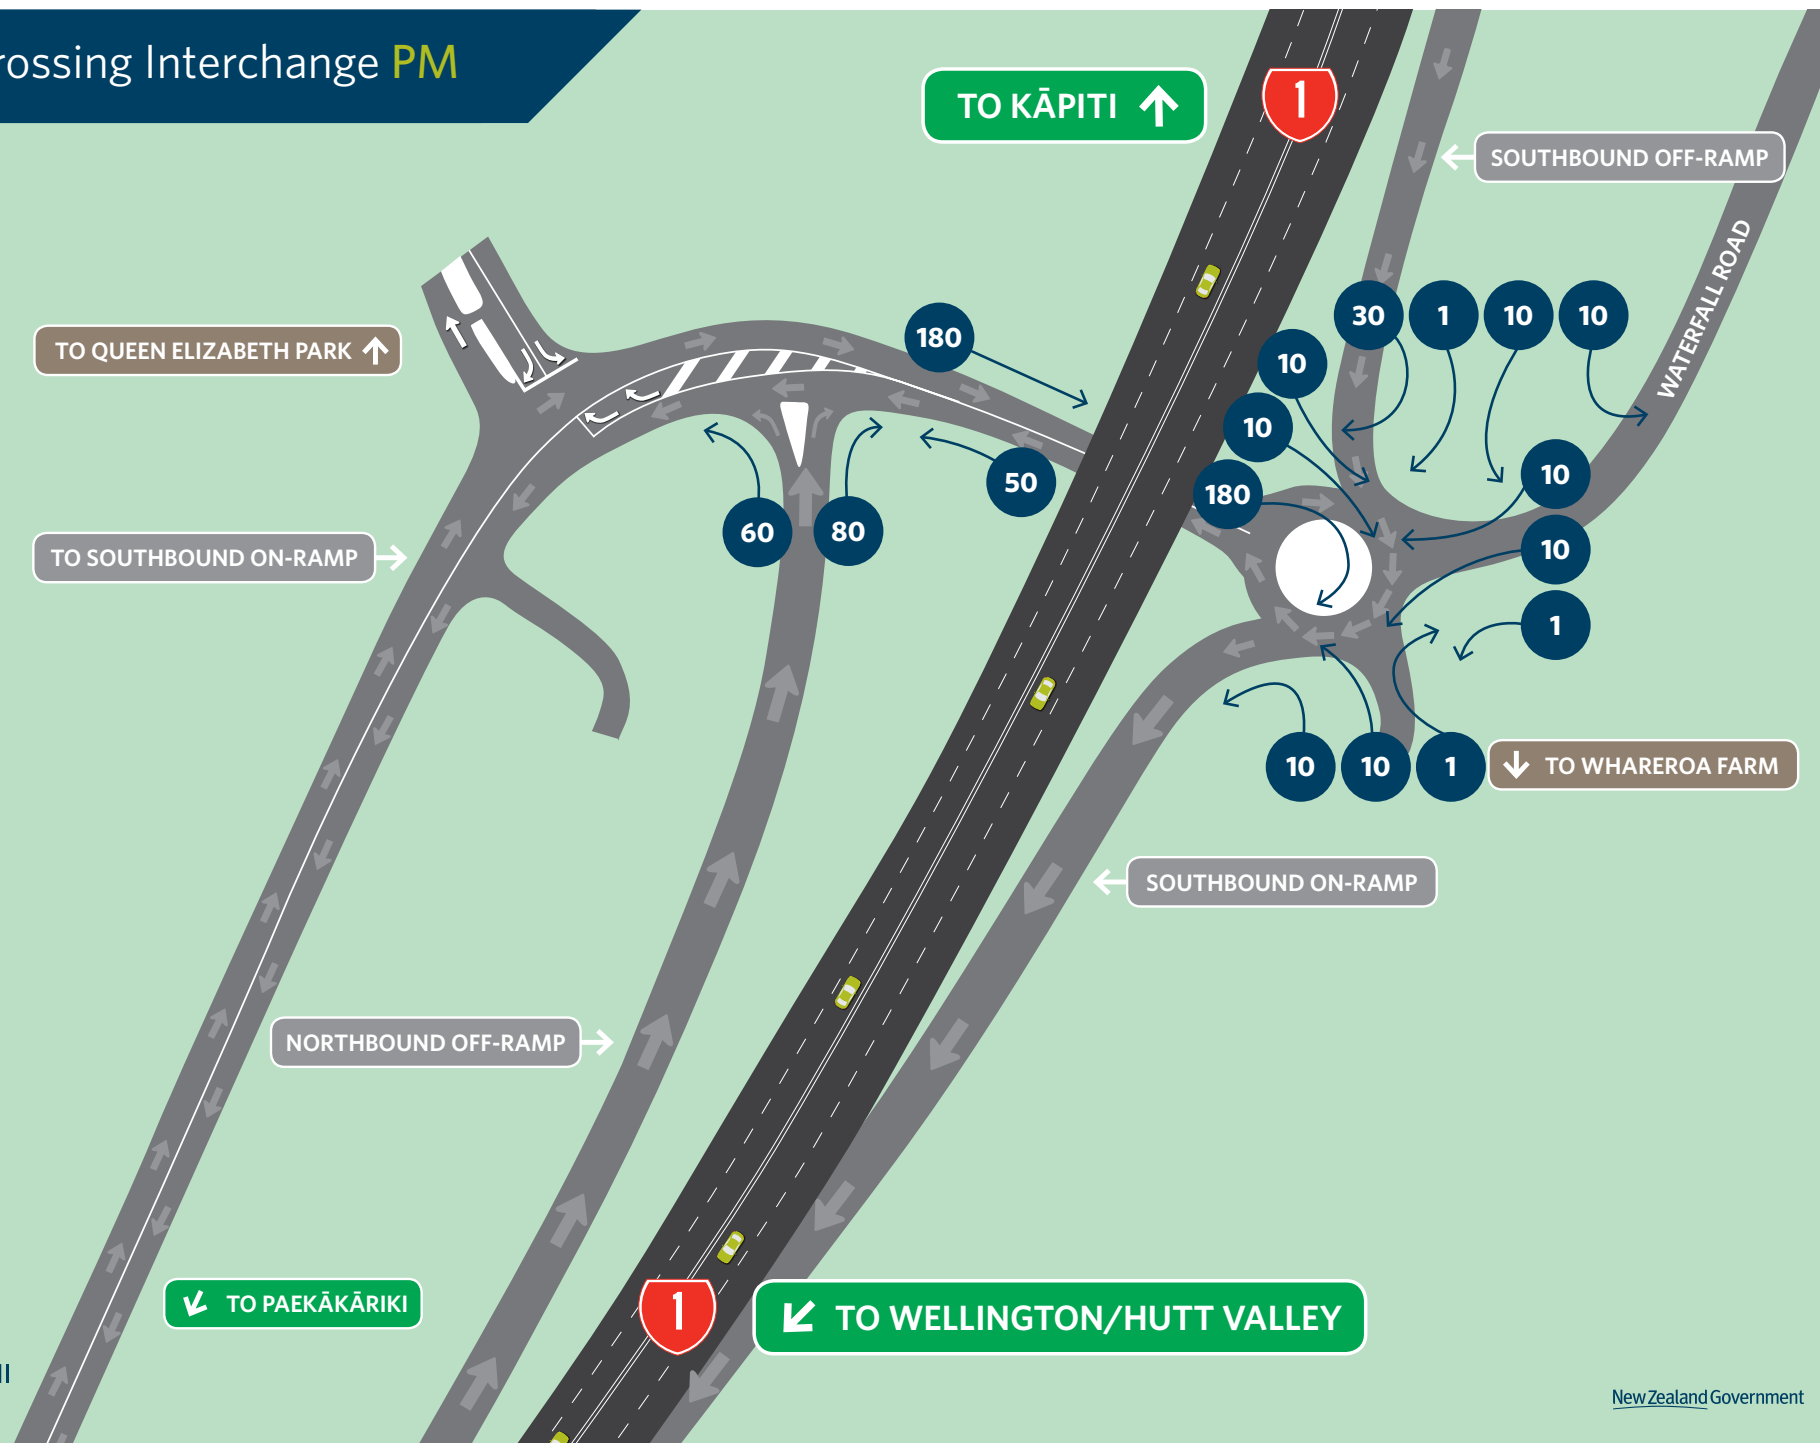 rossing Interchange PM
TO KĀPITI
1
SOUTHBOUND OFF-RAMP
WATERFALL ROAD
TO QUEEN ELIZABETH PARK
180
30
1
10
10
10
10
180
10
50
60
80
10
1
TO SOUTHBOUND ON-RAMP
10
10
1
TO WHAREROA FARM
SOUTHBOUND ON-RAMP
NORTHBOUND OFF-RAMP
TO PAEKĀKĀRIKI
1
TO WELLINGTON/HUTT VALLEY
New Zealand Government